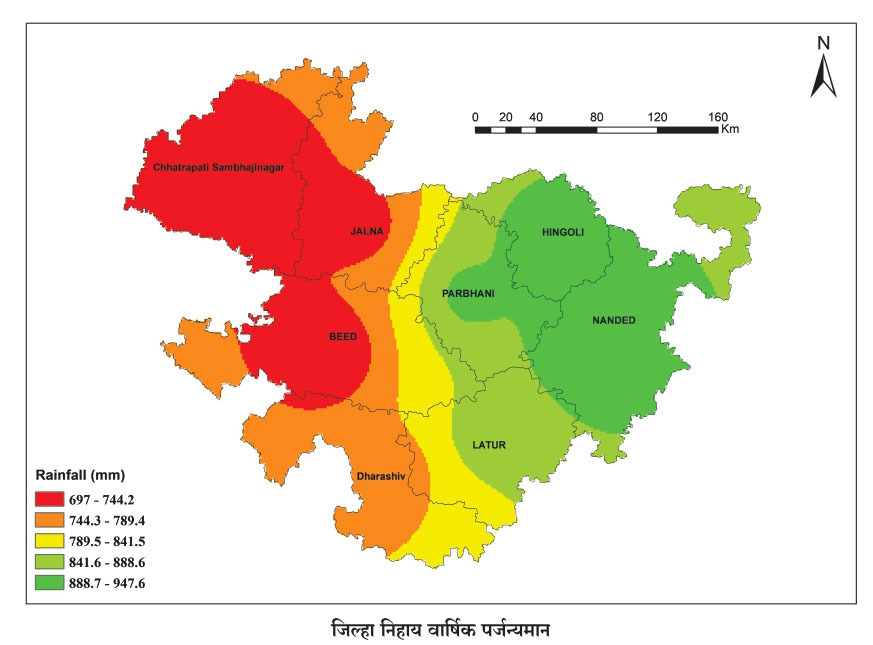 N
0 20 40 80 120 160
Km
Chhatrapati Sambhajinagar
JALNA
HINGOLI
PARBHANI
NANDED
BEED
LATUR
Dharashiv
Rainfall (mm)
697 - 744.2
744.3 - 789.4
789.5 - 841.5
841.6 - 888.6
888.7 - 947.6
जिल्हा निहाय वार्षिक पर्जन्यमान